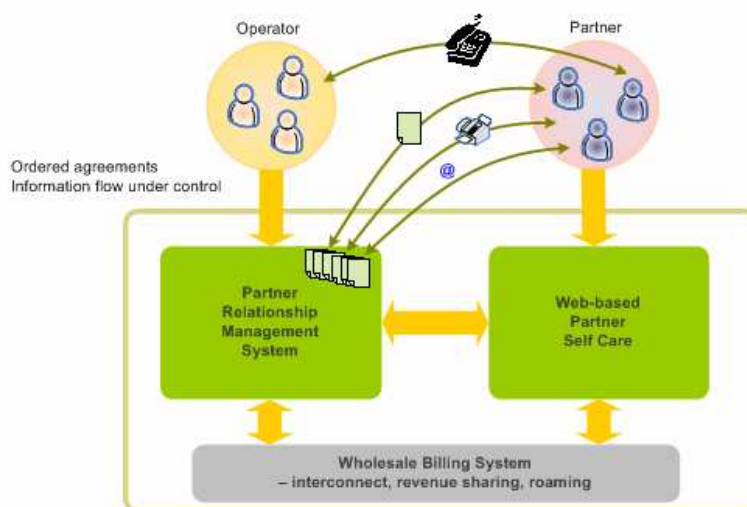 Operator
Partner
@
Ordered agreements
Information flow under control
Partner
Relationship
Management
System
Web-based
Partner
Self Care
Wholesale Billing System
– interconnect, revenue sharing, roaming